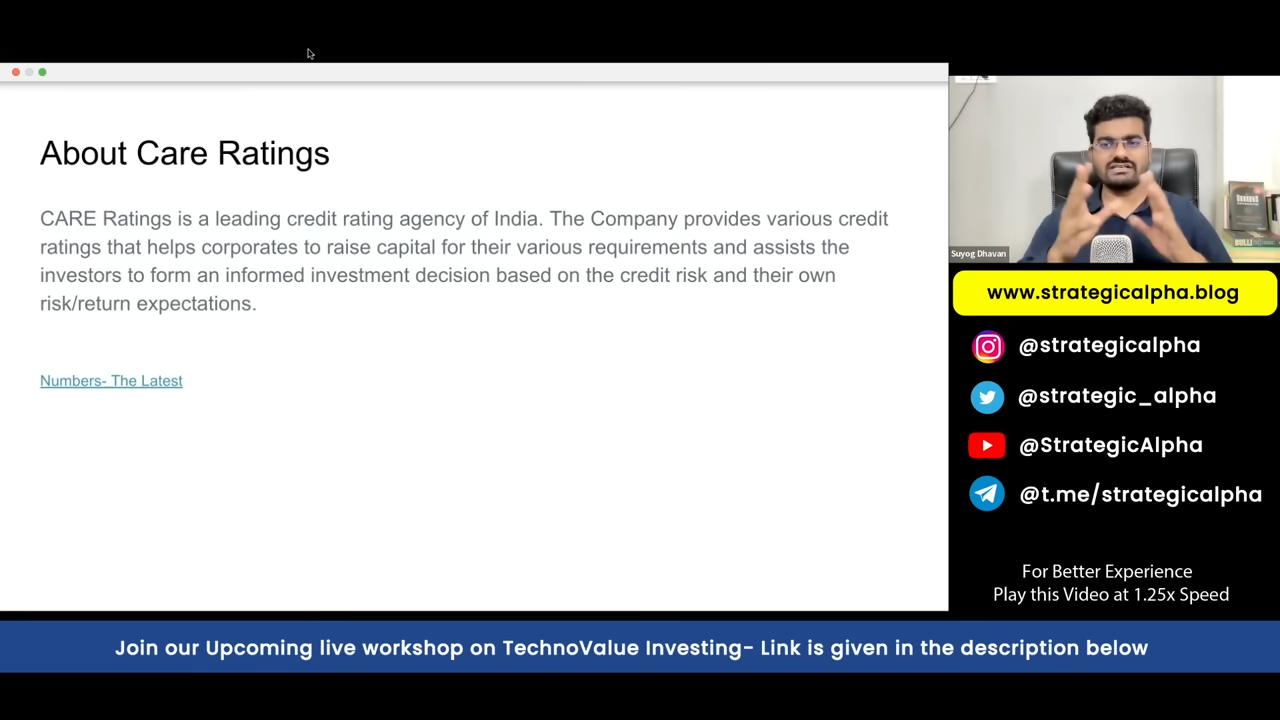 About Care Ratings
CARE Ratings is a leading credit rating agency of India. The Company provides various credit
ratings that helps corporates to raise capital for their various requirements and assists the
investors to form an informed investment decision based on the credit risk and their own
risk/return expectations.
Numbers- The Latest
Suyog Dhavan
www.strategicalpha.blog
@strategicalpha
@strategic_alpha
@StrategicAlpha
@t.me/strategicalpha
For Better Experience
Play this Video at 1.25x Speed
Join our Upcoming live workshop on TechnoValue Investing- Link is given in the description below